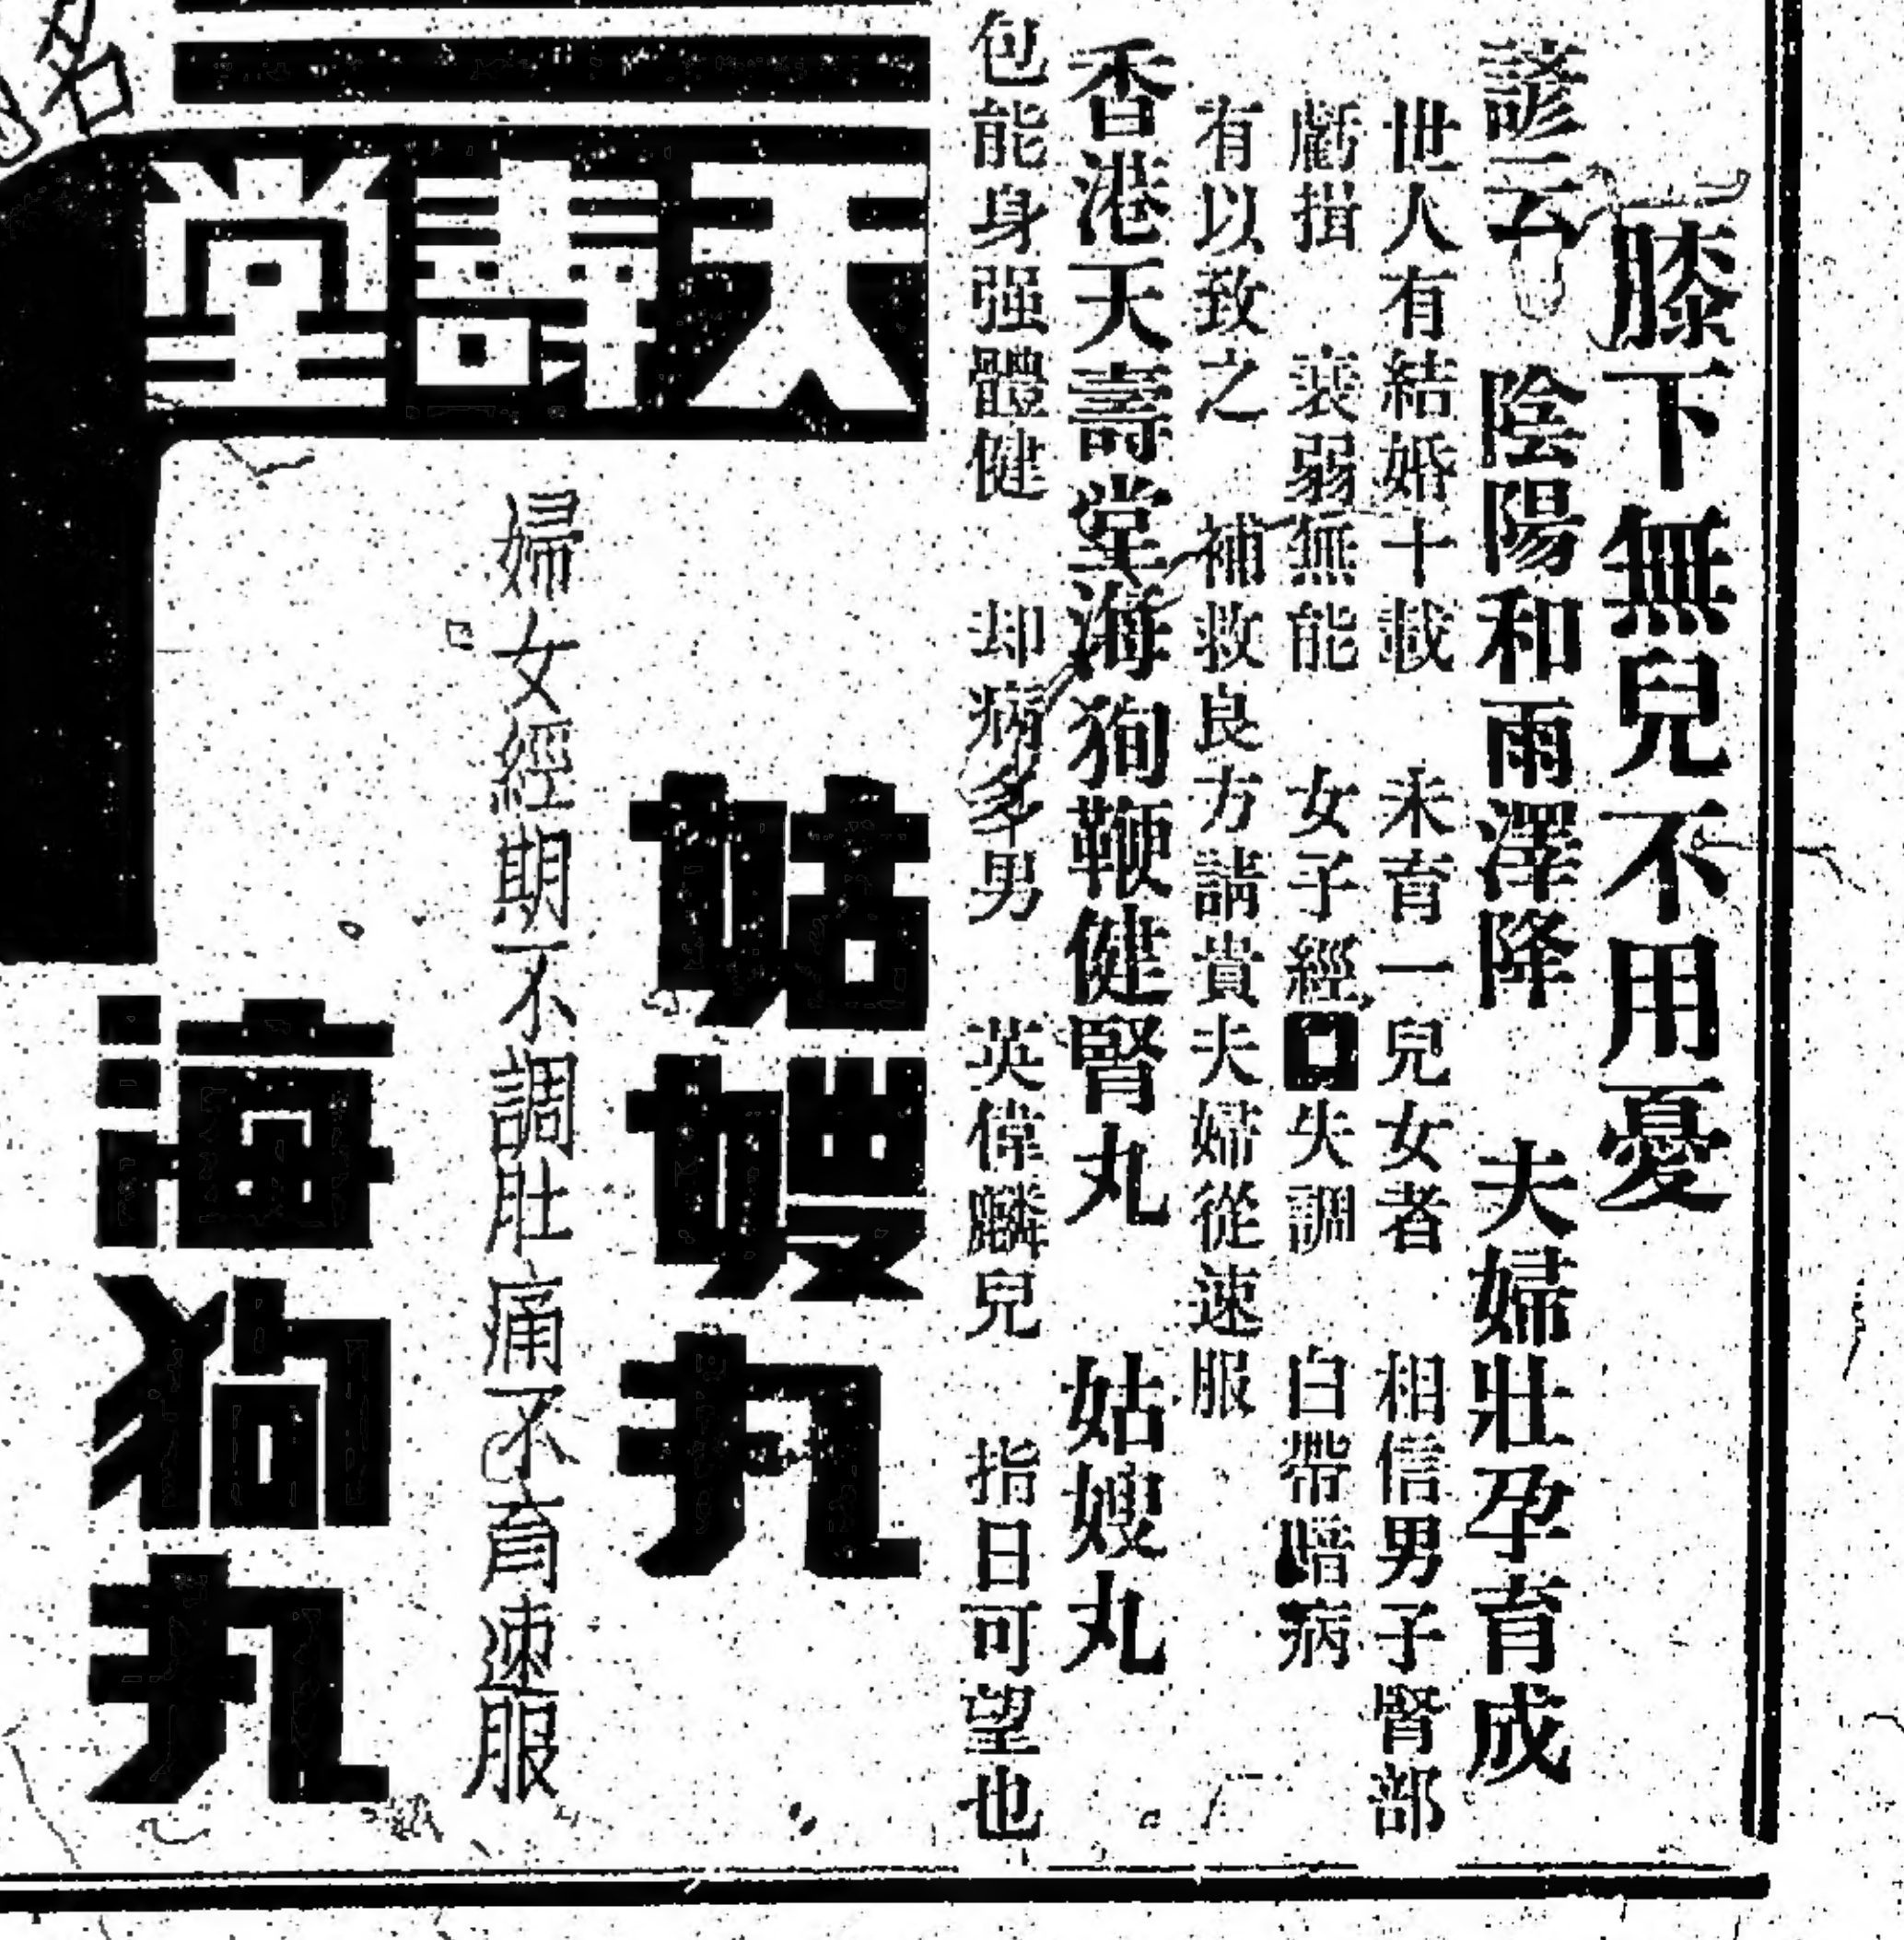 膝下無兒不用憂
諺云 陰陽和雨澤降 夫婦壯孕育成
世人有結婚十載 未育一兒女者 相信男子腎部
虧損 衰弱無能 女子經 失調 白帶暗病
有以致之 補救良方請貴夫婦從速服
香港天壽堂海狗鞭健腎丸 姑嫂丸
包能身强體健 却病多男 英偉麟兒 指日可望也
天壽堂
姑嫂丸
婦女經期不調肚痛不育速服
海狗丸
名